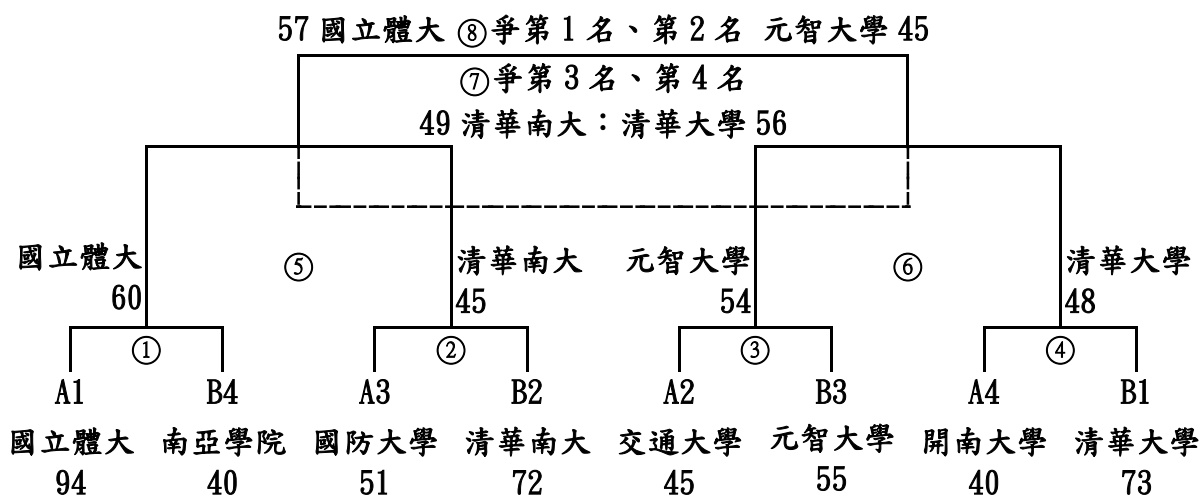 57 國立體大 ⑧爭第 1 名、第 2 名 元智大學 45
⑦爭第 3 名、第 4 名
49 清華南大：清華大學 56
國立體大 ⑤ 清華南大 元智大學 ⑥ 清華大學
60 45 54 48
① ② ③ ④
A1 B4 A3 B2 A2 B3 A4 B1
國立體大 南亞學院 國防大學 清華南大 交通大學 元智大學 開南大學 清華大學
94 40 51 72 45 55 40 73